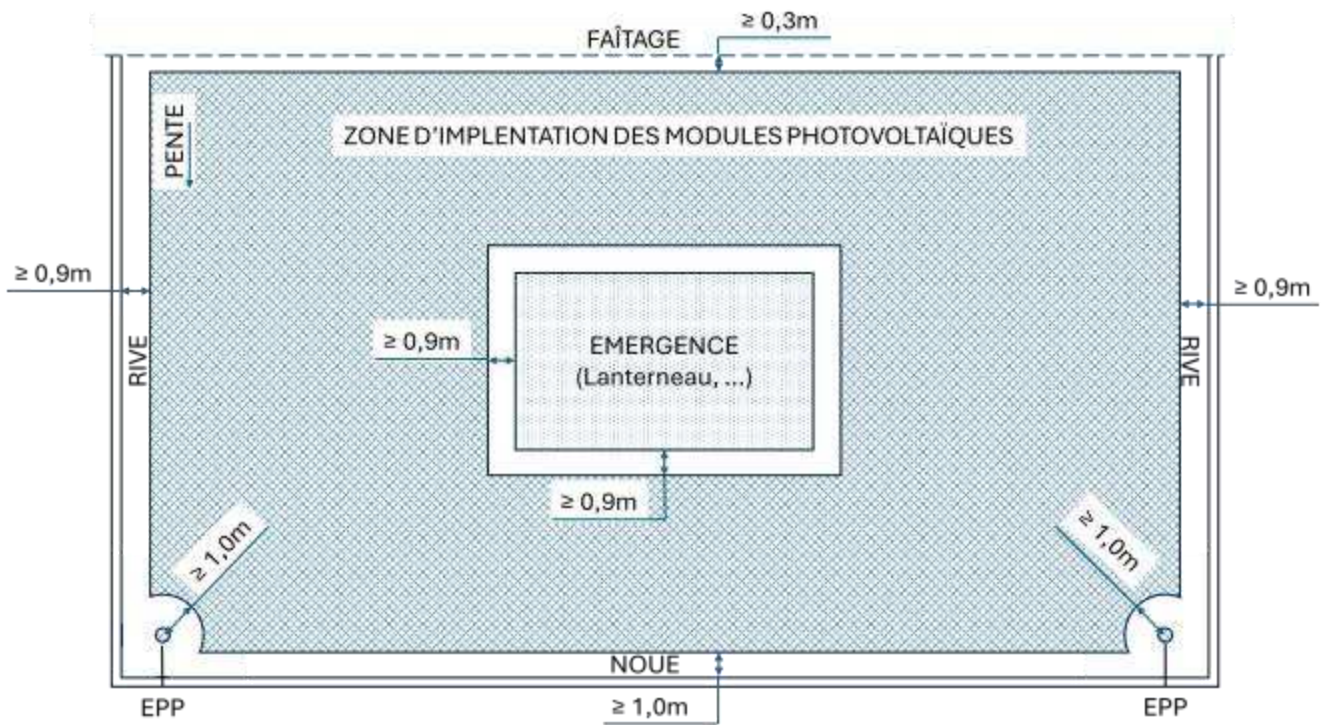 ≥ 0,3m
FAÎTAGE
PENTE
ZONE D'IMPLENTATION DES MODULES PHOTOVOLTAÏQUES
≥ 0,9m
≥ 0,9m
≥ 0,9m
EMERGENCE
(Lanterneau, ...)
RIVE
RIVE
≥ 0,9m
≥ 1,0m
≥ 1,0m
NOUE
EPP
≥ 1,0m
EPP